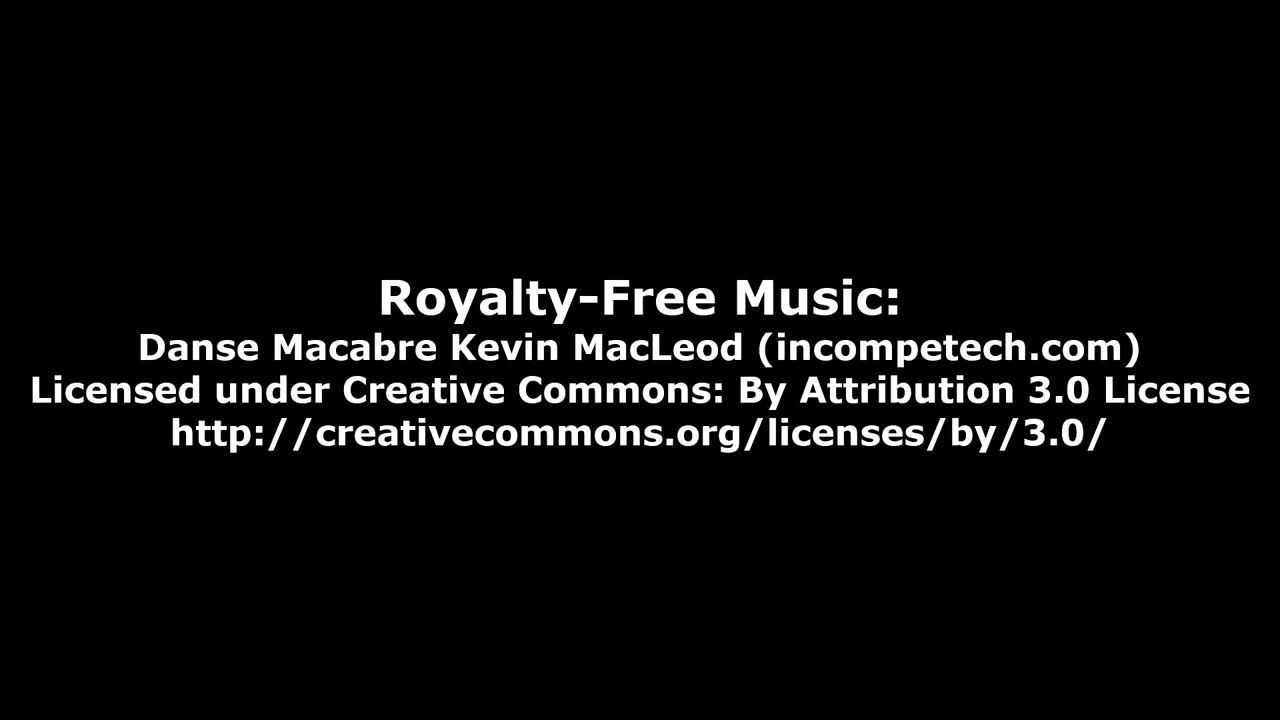 Royalty-Free Music:
Danse Macabre Kevin MacLeod (incompetech.com)
Licensed under Creative Commons: By Attribution 3.0 License
http://creativecommons.org/licenses/by/3.0/